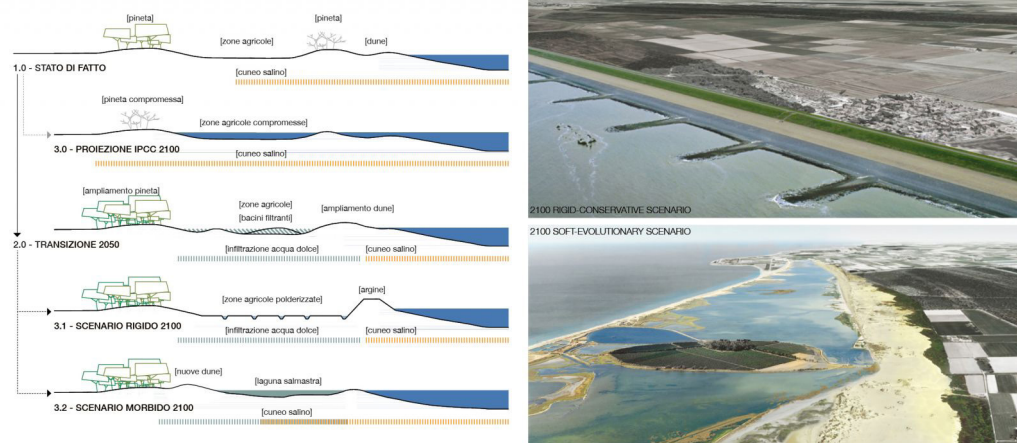 [pineta]
[pineta]
[zone agricole]
[dune]
1.0 - STATO DI FATTO
[cuneo salino]
[pineta compromessa]
[zone agricole compromesse]
3.0 - PROIEZIONE IPCC 2100
[cuneo salino]
[ampliamento pineta]
[zone agricole]
[bacini filtranti]
[ampliamento dune]
2.0 - TRANSIZIONE 2050
[infiltrazione acqua dolce]
[cuneo salino]
[argine]
[zone agricole polderizzate]
3.1 - SCENARIO RIGIDO 2100
[infiltrazione acqua dolce]
[cuneo salino]
[nuove dune]
[laguna salmastra]
3.2 - SCENARIO MORBIDO 2100
[cuneo salino]
2100 RIGID-CONSERVATIVE SCENARIO
2100 SOFT-EVOLUTIONARY SCENARIO